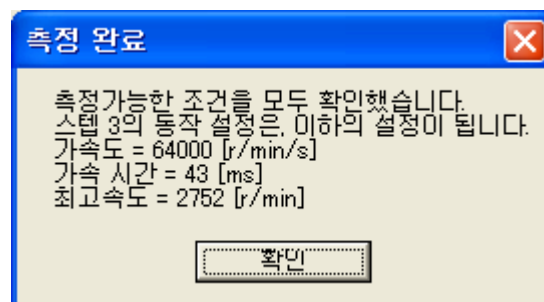 측정 완료
측정가능한 조건을 모두 확인했습니다.
스텝 3의 동작 설정은, 이하의 설정이 됩니다.
가속도 = 64000 [r/min/s]
가속 시간 = 43 [ms]
최고속도 = 2752 [r/min]
확인